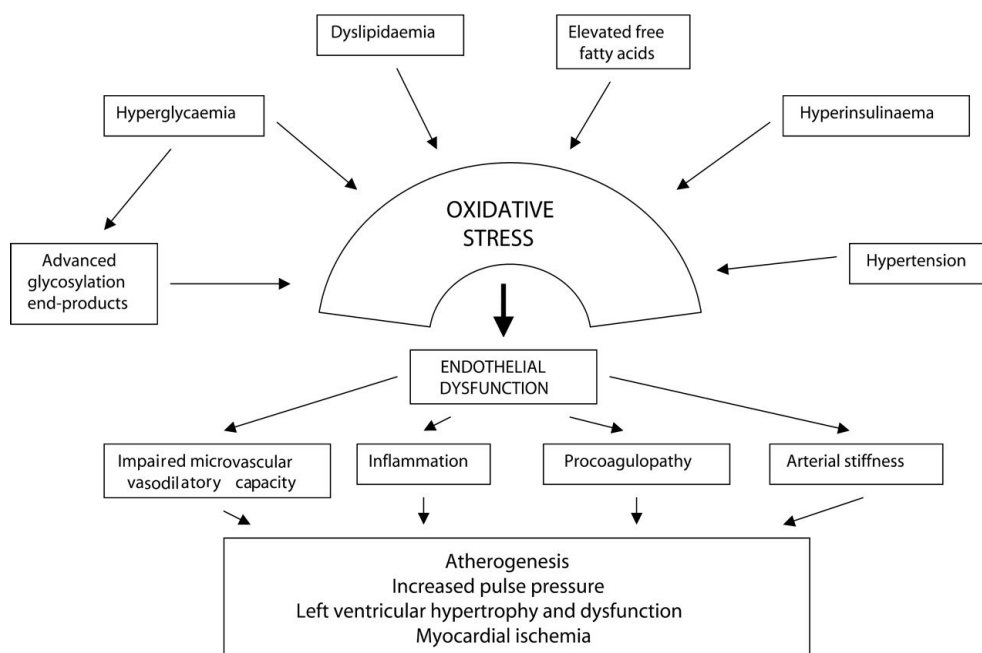 Dyslipidaemia
Elevated free
fatty acids
Hyperglycaemia
Hyperinsulinaema
OXIDATIVE
STRESS
Advanced
glycosylation
end-products
Hypertension
ENDOTHELIAL
DYSFUNCTION
Impaired microvascular
vasodilatory capacity
Inflammation
Procoagulopathy
Arterial stiffness
Atherogenesis
Increased pulse pressure
Left ventricular hypertrophy and dysfunction
Myocardial ischemia